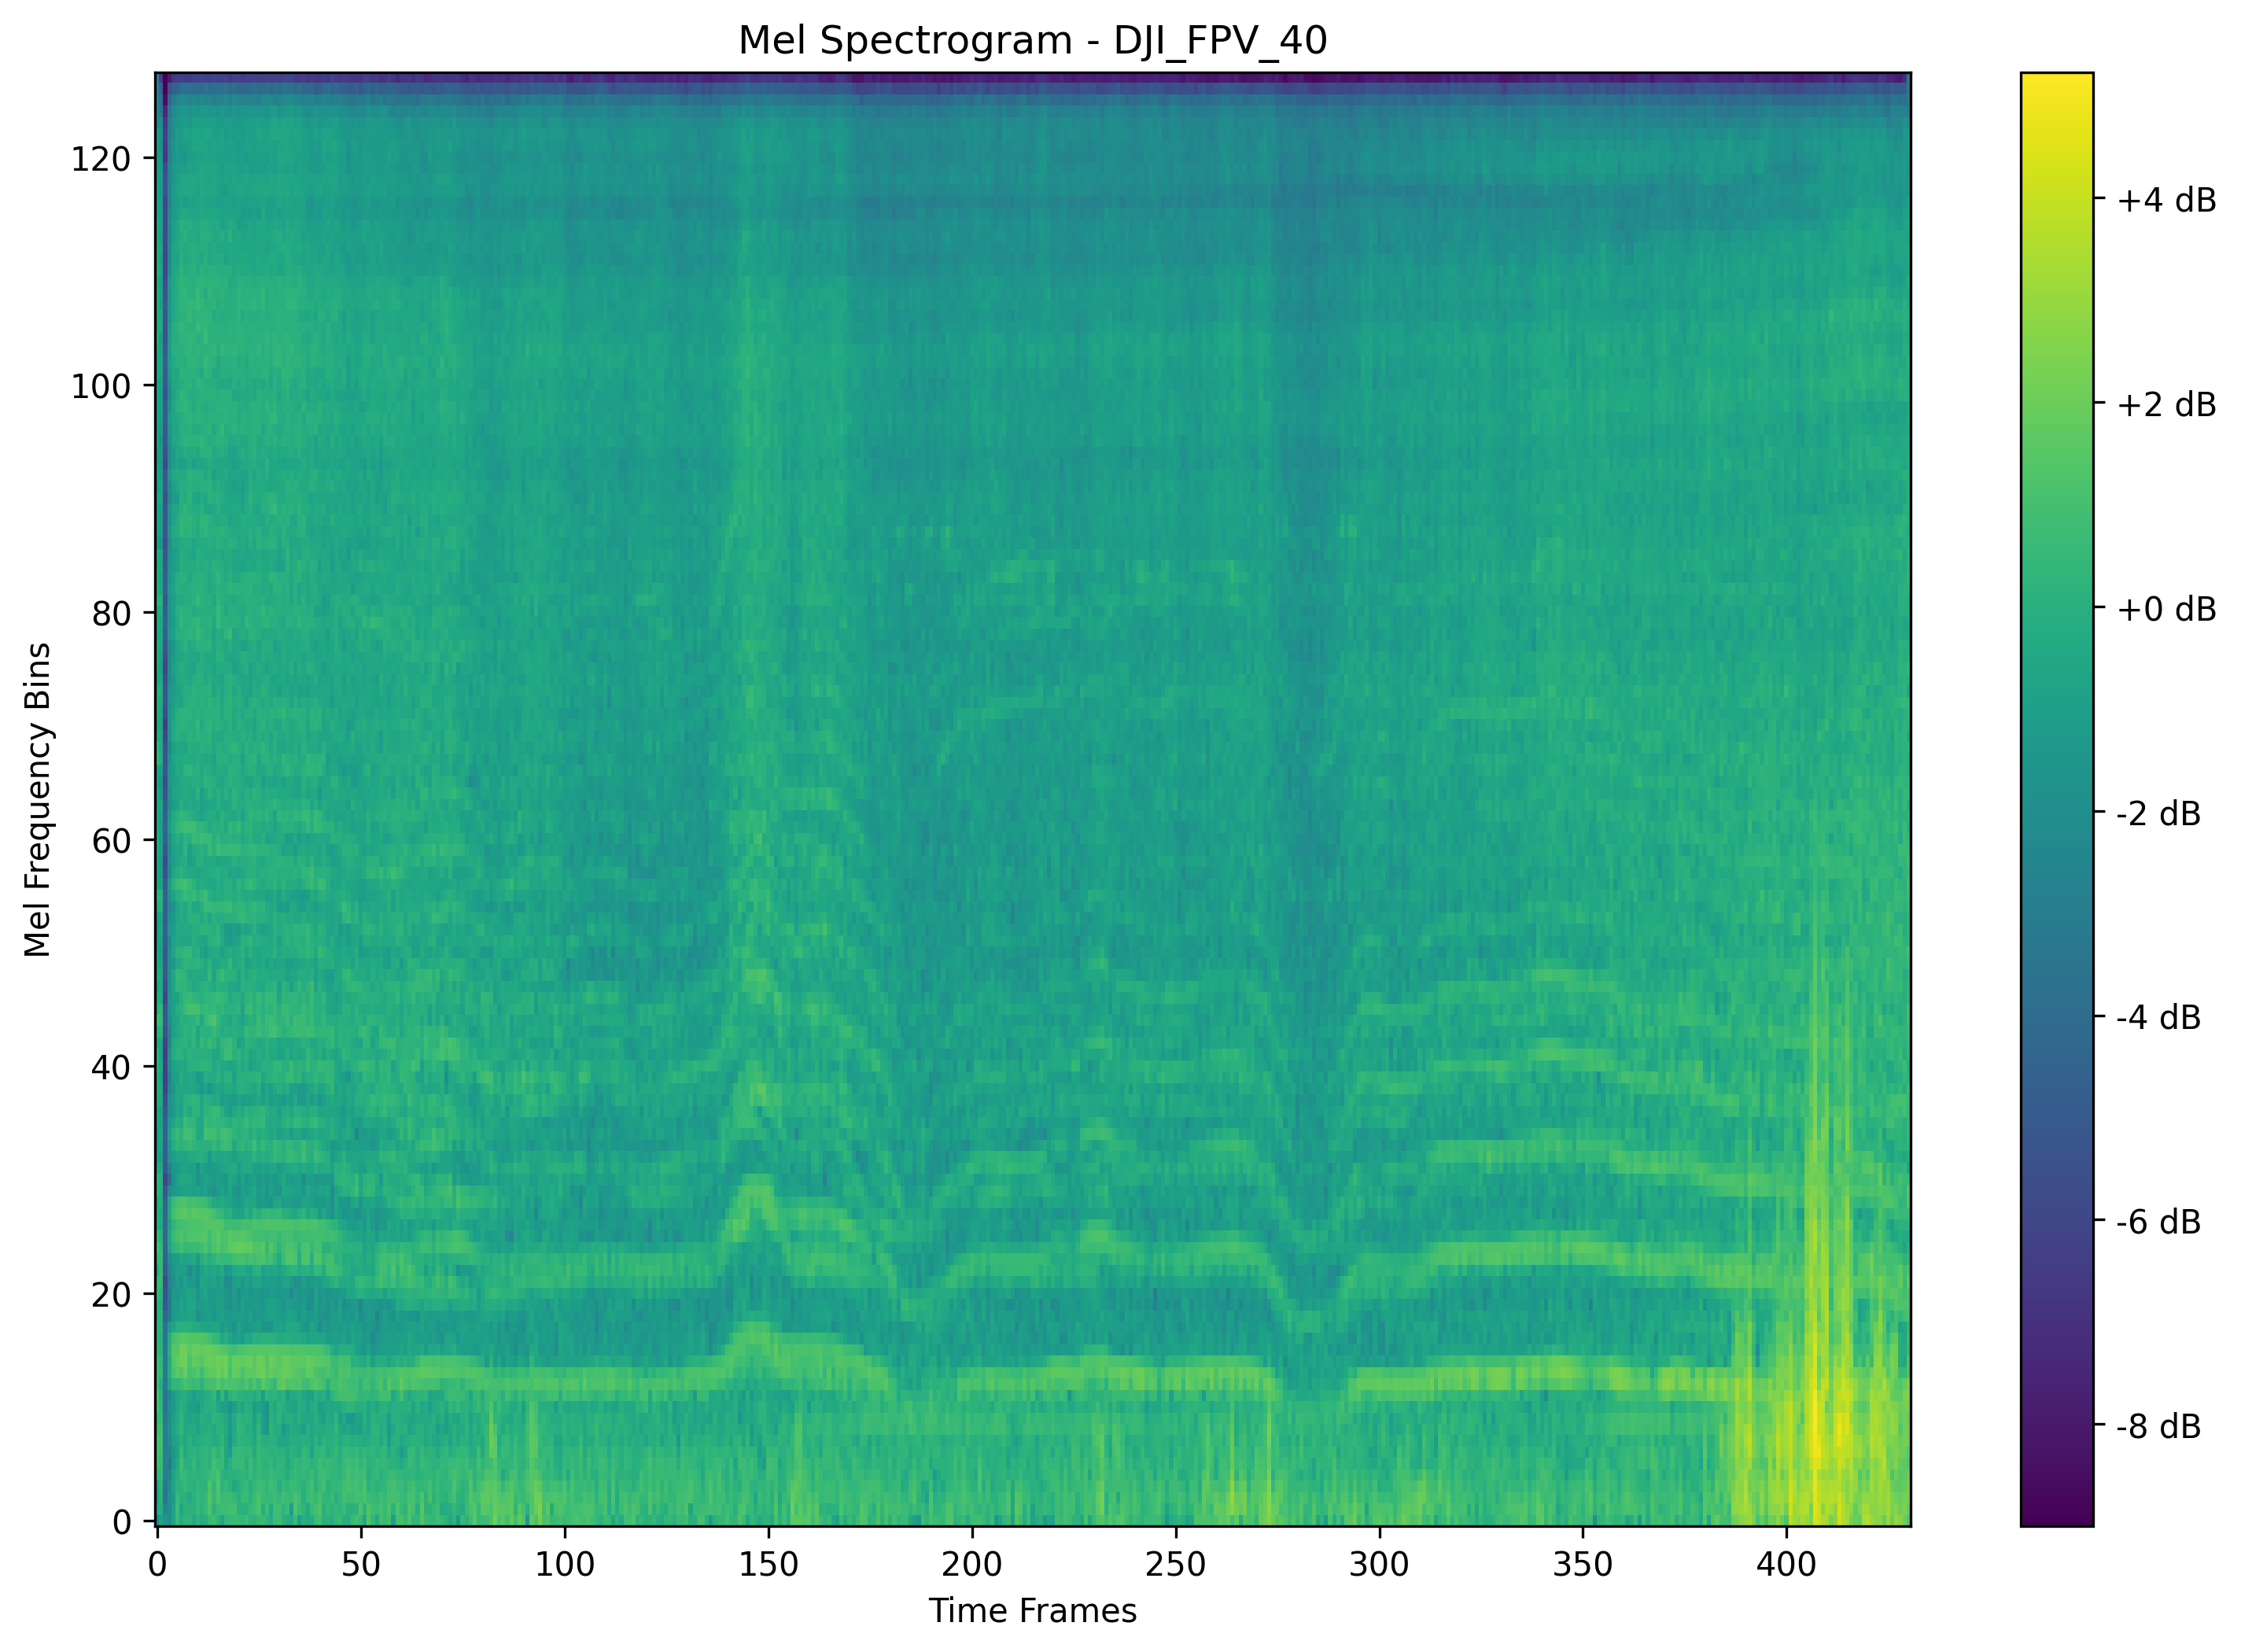 Mel Spectrogram - DJI_FPV_40
Mel Frequency Bins
120
100
80
60
40
20
0
0 50 100 150 200 250 300 350 400
Time Frames
+4 dB
+2 dB
+0 dB
-2 dB
-4 dB
-6 dB
-8 dB